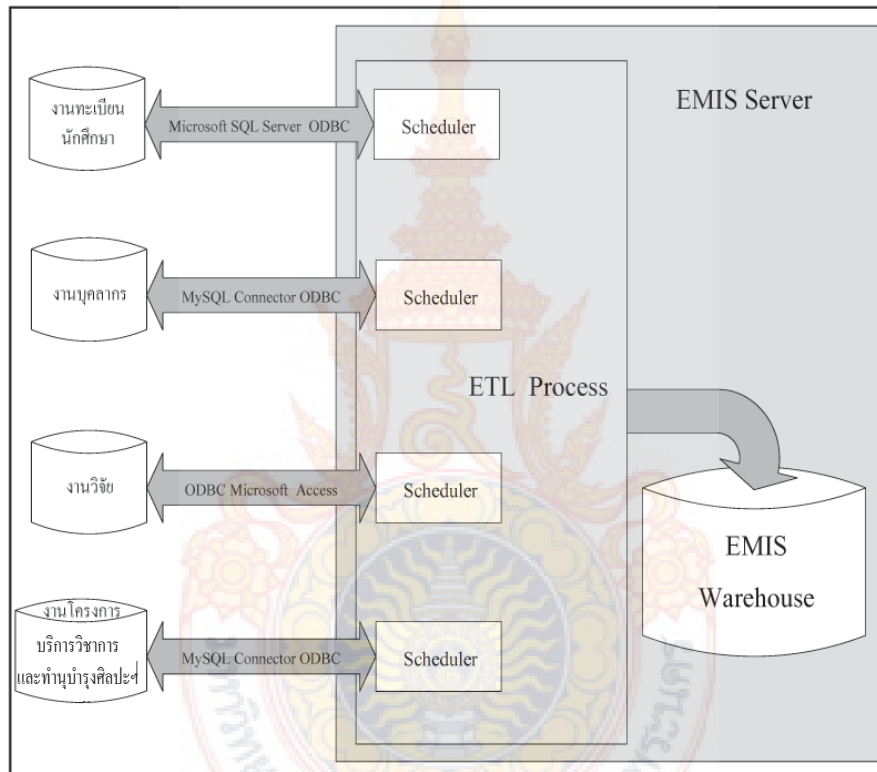 EMIS Server
งานทะเบียน
นักศึกษา
Microsoft SQL Server ODBC
Scheduler
งานบุคลากร
MySQL Connector ODBC
Scheduler
ETL Process
งานวิจัย
ODBC Microsoft Access
Scheduler
EMIS
Warehouse
งานโครงการ
บริการวิชาการ
และทำนุบำรุงศิลปะฯ
MySQL Connector ODBC
Scheduler